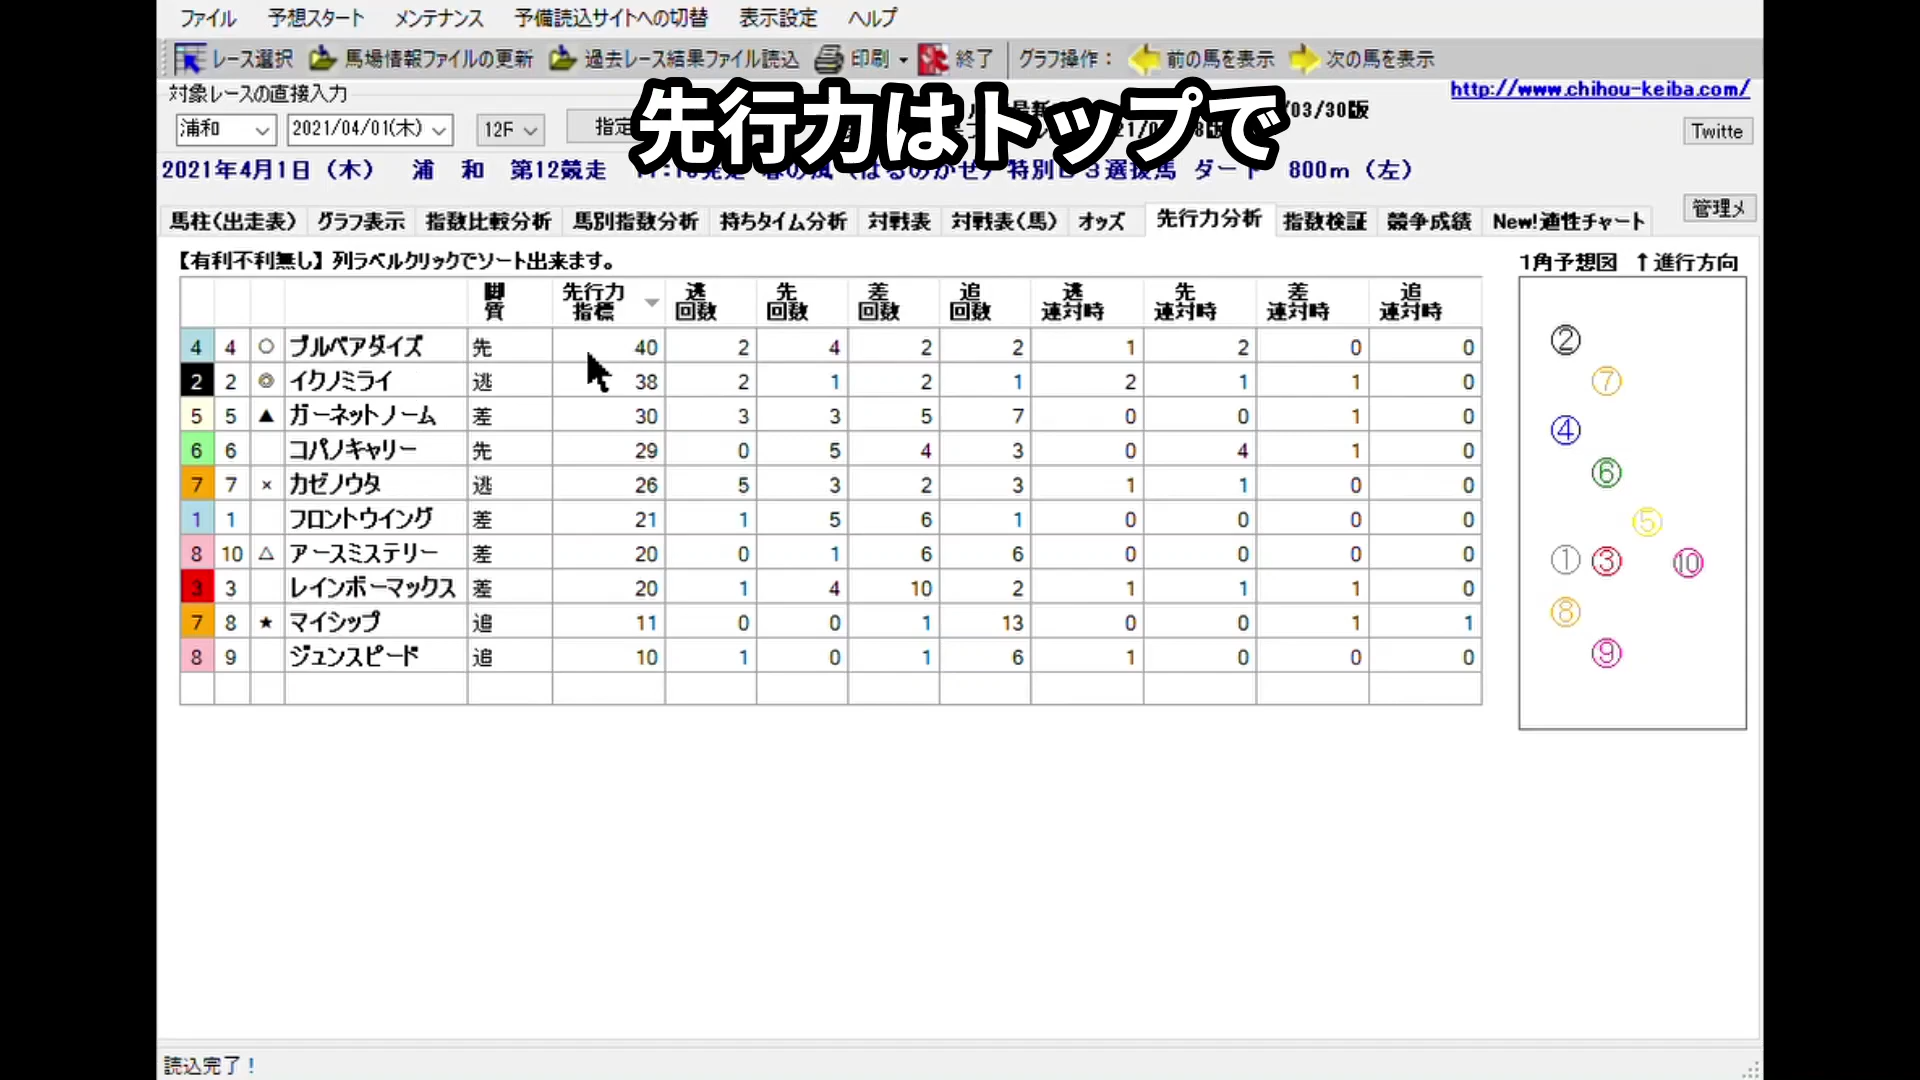 ファイル 予想スタート メンテナンス 予備読込サイトへの切替 表示設定 ヘルプ
レース選択 馬場情報ファイルの更新 過去レース結果ファイル読込 印刷 終了 グラフ操作： 前の馬を表示 次の馬を表示
対象レースの直接入力
http://www.chihou-keiba.com/
先行力はトップで
03/30版
浦和 2021/04/01(木) 12F 指定
Twitte
2021年4月1日（木） 浦 和 第12競走 特別 選抜馬 ダート 800m（左）
管理メ
馬柱(出走表) グラフ表示 指数比較分析 馬別指数分析 持ちタイム分析 対戦表 対戦表(馬) オッズ 先行力分析 指数検証 競争成績 New!適性チャート
【有利不利無し】列ラベルクリックでソート出来ます。
1角予想図 ↑進行方向
脚質 先行力指標 逃回数 先回数 差回数 追回数 逃連対時 先連対時 差連対時 追連対時
4 4 ○ ブルベアダイズ 先 40 2 4 2 2 1 2 0 0
2 2 ◎ イクノミライ 逃 38 2 1 2 1 2 1 1 0
5 5 ▲ ガーネットノーム 差 30 3 3 5 7 0 0 1 0
6 6 コパノキャリー 先 29 0 5 4 3 0 4 1 0
7 7 × カゼノウタ 逃 26 5 3 2 3 1 1 0 0
1 1 フロントウイング 差 21 1 5 6 1 0 0 0 0
8 10 △ アースミステリー 差 20 0 1 6 6 0 0 0 0
3 3 レインボーマックス 差 20 1 4 10 2 1 1 1 0
7 8 ★ マイシップ 追 11 0 0 1 13 0 0 1 1
8 9 ジュンスピード 追 10 1 0 1 6 1 0 0 0
②
⑦
④
⑥
⑤
① ③ ⑩
⑧
⑨
読込完了！